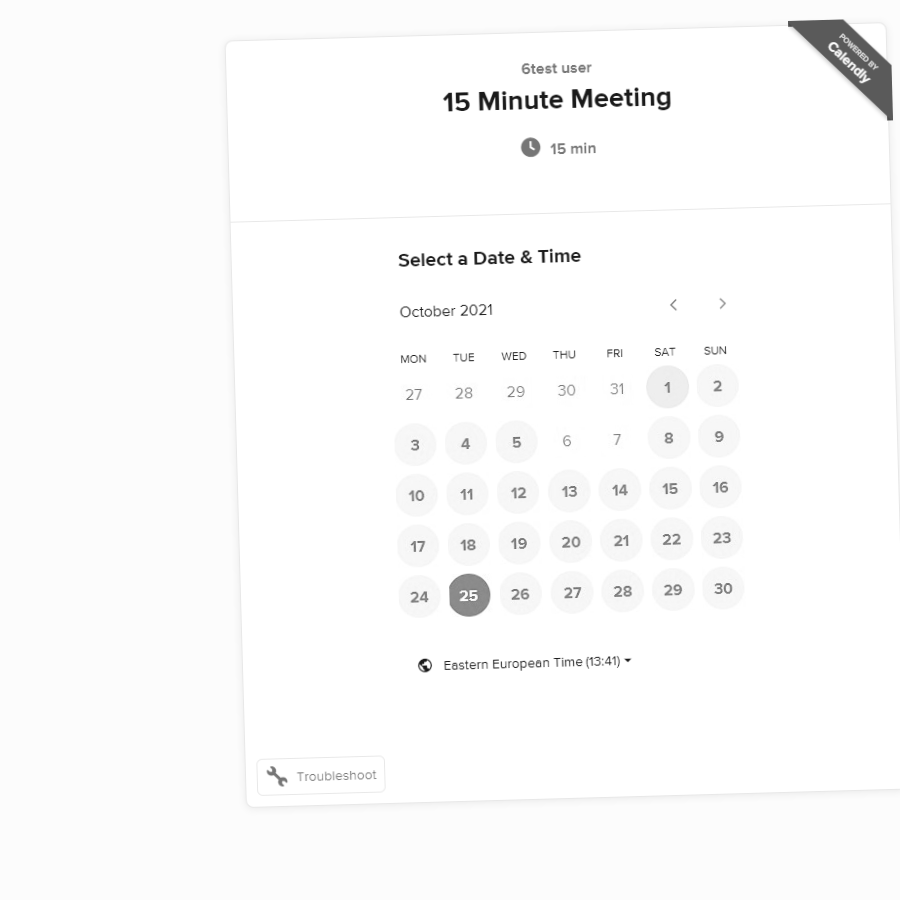 POWERED BY
Calendly
6test user
15 Minute Meeting
15 min
Select a Date & Time
October 2021
MON TUE WED THU FRI SAT SUN
27 28 29 30 31 1 2
3 4 5 6 7 8 9
10 11 12 13 14 15 16
17 18 19 20 21 22 23
24 25 26 27 28 29 30
Eastern European Time (13:41)
Troubleshoot